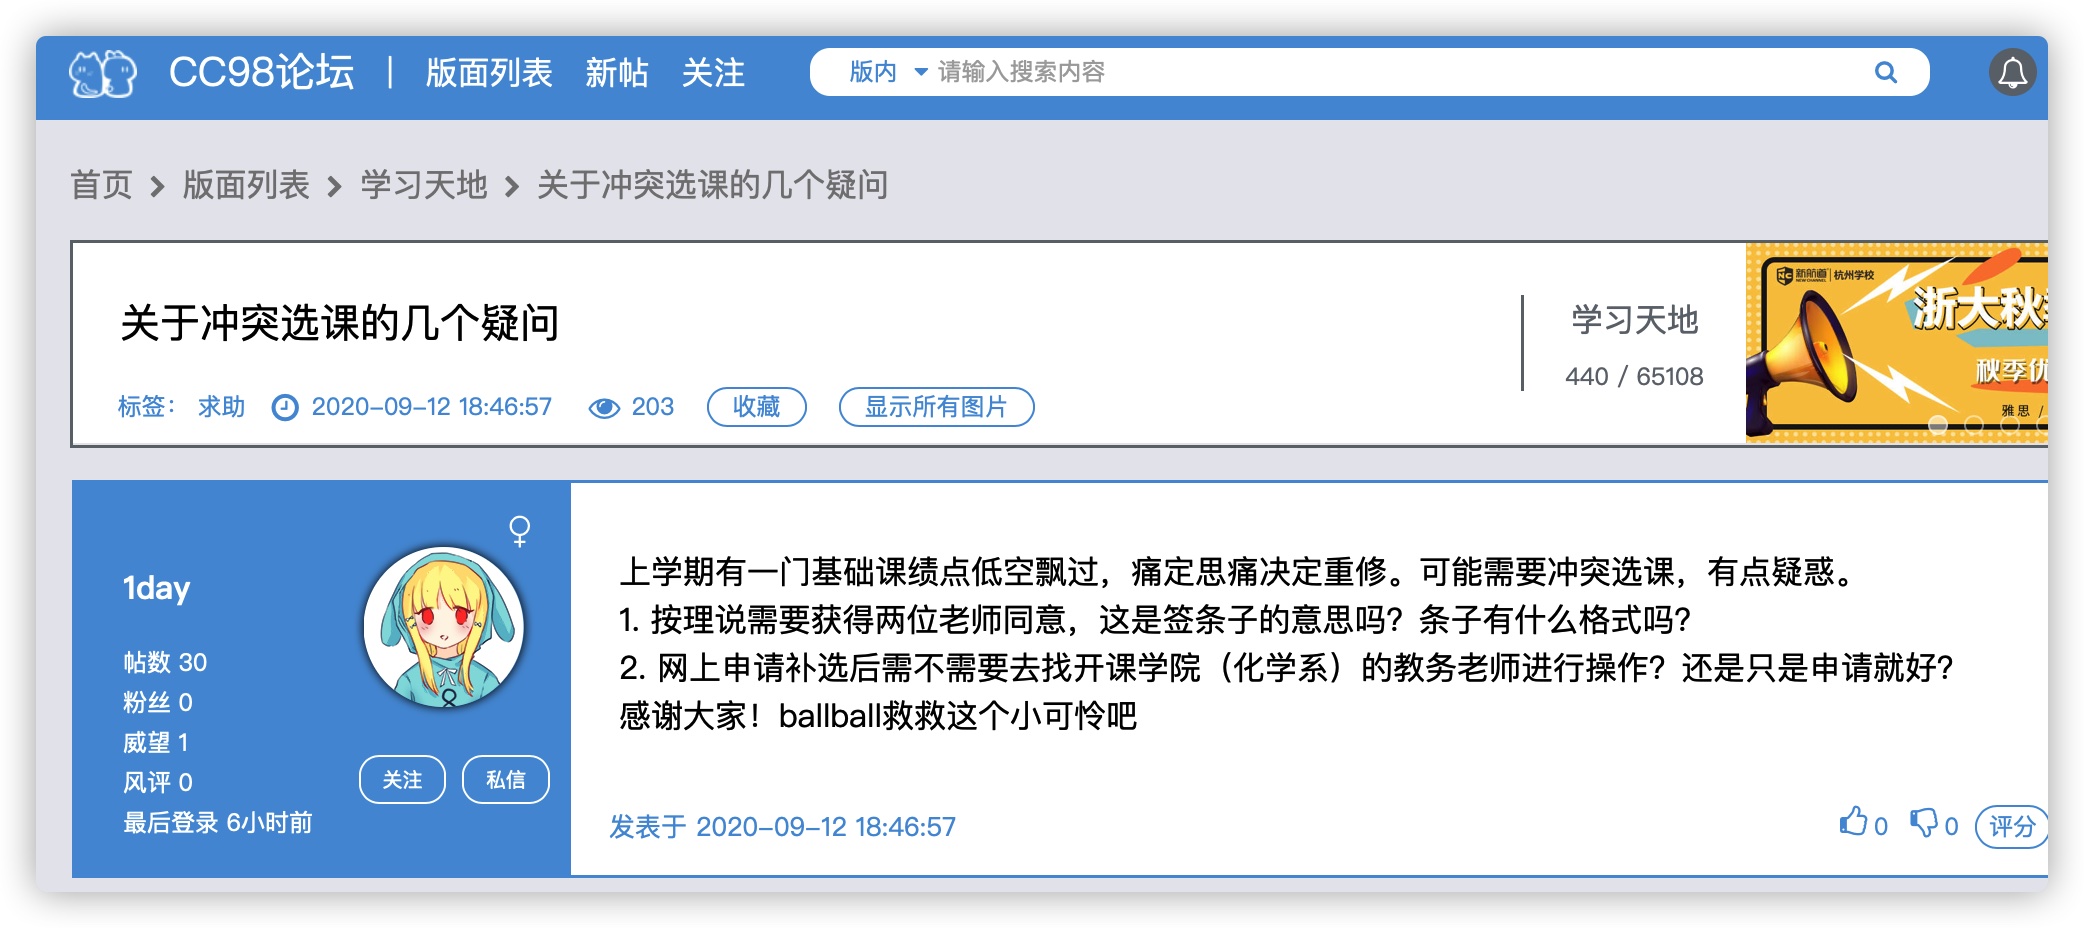 CC98论坛 | 版面列表 新帖 关注 版内 请输入搜索内容
首页 > 版面列表 > 学习天地 > 关于冲突选课的几个疑问
关于冲突选课的几个疑问
标签： 求助 2020-09-12 18:46:57 203 收藏 显示所有图片
学习天地
440 / 65108
新航道 杭州学校
NEW CHANNEL
浙大秋
秋季优
雅思 /
1day
帖数 30
粉丝 0
威望 1
风评 0
最后登录 6小时前
关注 私信
上学期有一门基础课绩点低空飘过，痛定思痛决定重修。可能需要冲突选课，有点疑惑。
1. 按理说需要获得两位老师同意，这是签条子的意思吗？条子有什么格式吗？
2. 网上申请补选后需不需要去找开课学院（化学系）的教务老师进行操作？还是只是申请就好？
感谢大家！ballball救救这个小可怜吧
发表于 2020-09-12 18:46:57 0 0 评分